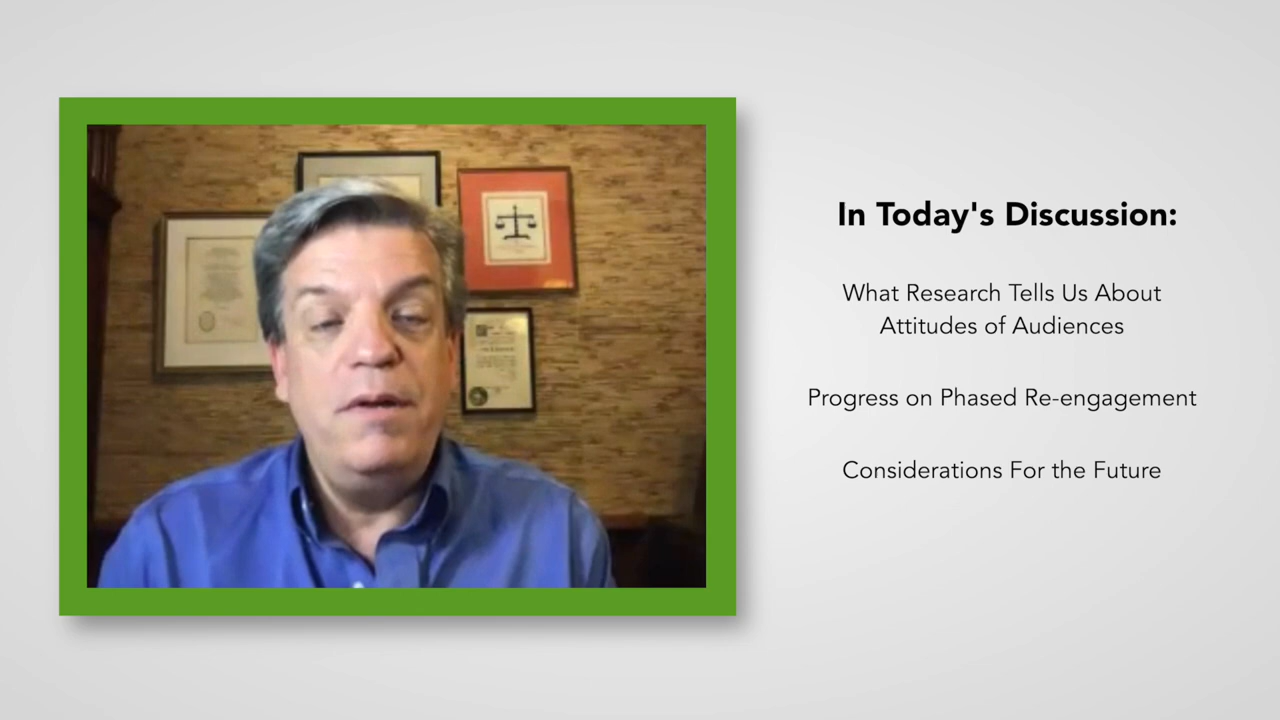 In Today's Discussion:
What Research Tells Us About
Attitudes of Audiences
Progress on Phased Re-engagement
Considerations For the Future